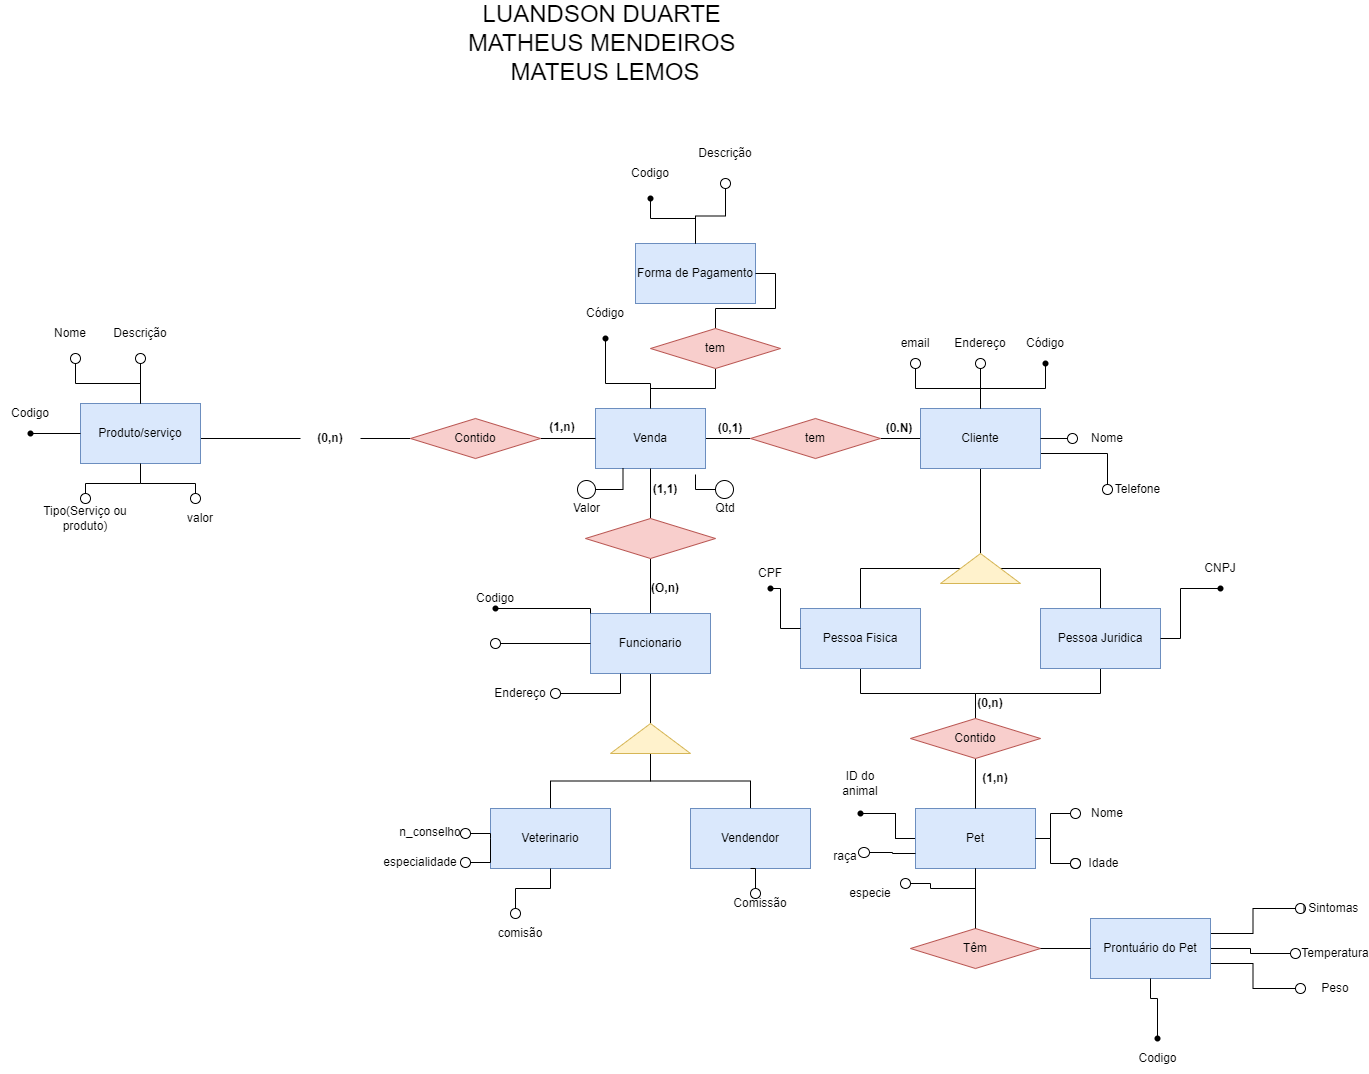 LUANDSON DUARTE
MATHEUS MENDEIROS
MATEUS LEMOS
Descrição
Codigo
Forma de Pagamento
Código
tem
Nome
Descrição
email
Endereço
Código
Codigo
Produto/serviço
(0,n)
Contido
(1,n)
Venda
(0,1)
tem
(0.N)
Cliente
Nome
Telefone
Tipo(Serviço ou
produto)
valor
Valor
(1,1)
Qtd
(O,n)
CPF
CNPJ
Codigo
Funcionario
Pessoa Fisica
Pessoa Juridica
Endereço
(0,n)
Contido
(1,n)
ID do
animal
Nome
n_conselho
Veterinario
Vendendor
Pet
raça
Idade
especialidade
especie
Comissão
comisão
Sintomas
Têm
Prontuário do Pet
Temperatura
Peso
Codigo